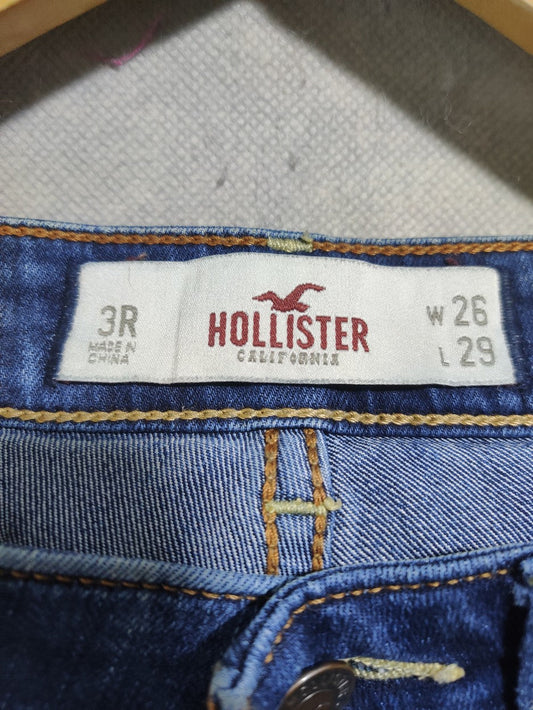 3R
MADE IN
CHINA
HOLLISTER
CALIFORNIA
W 26
L 29